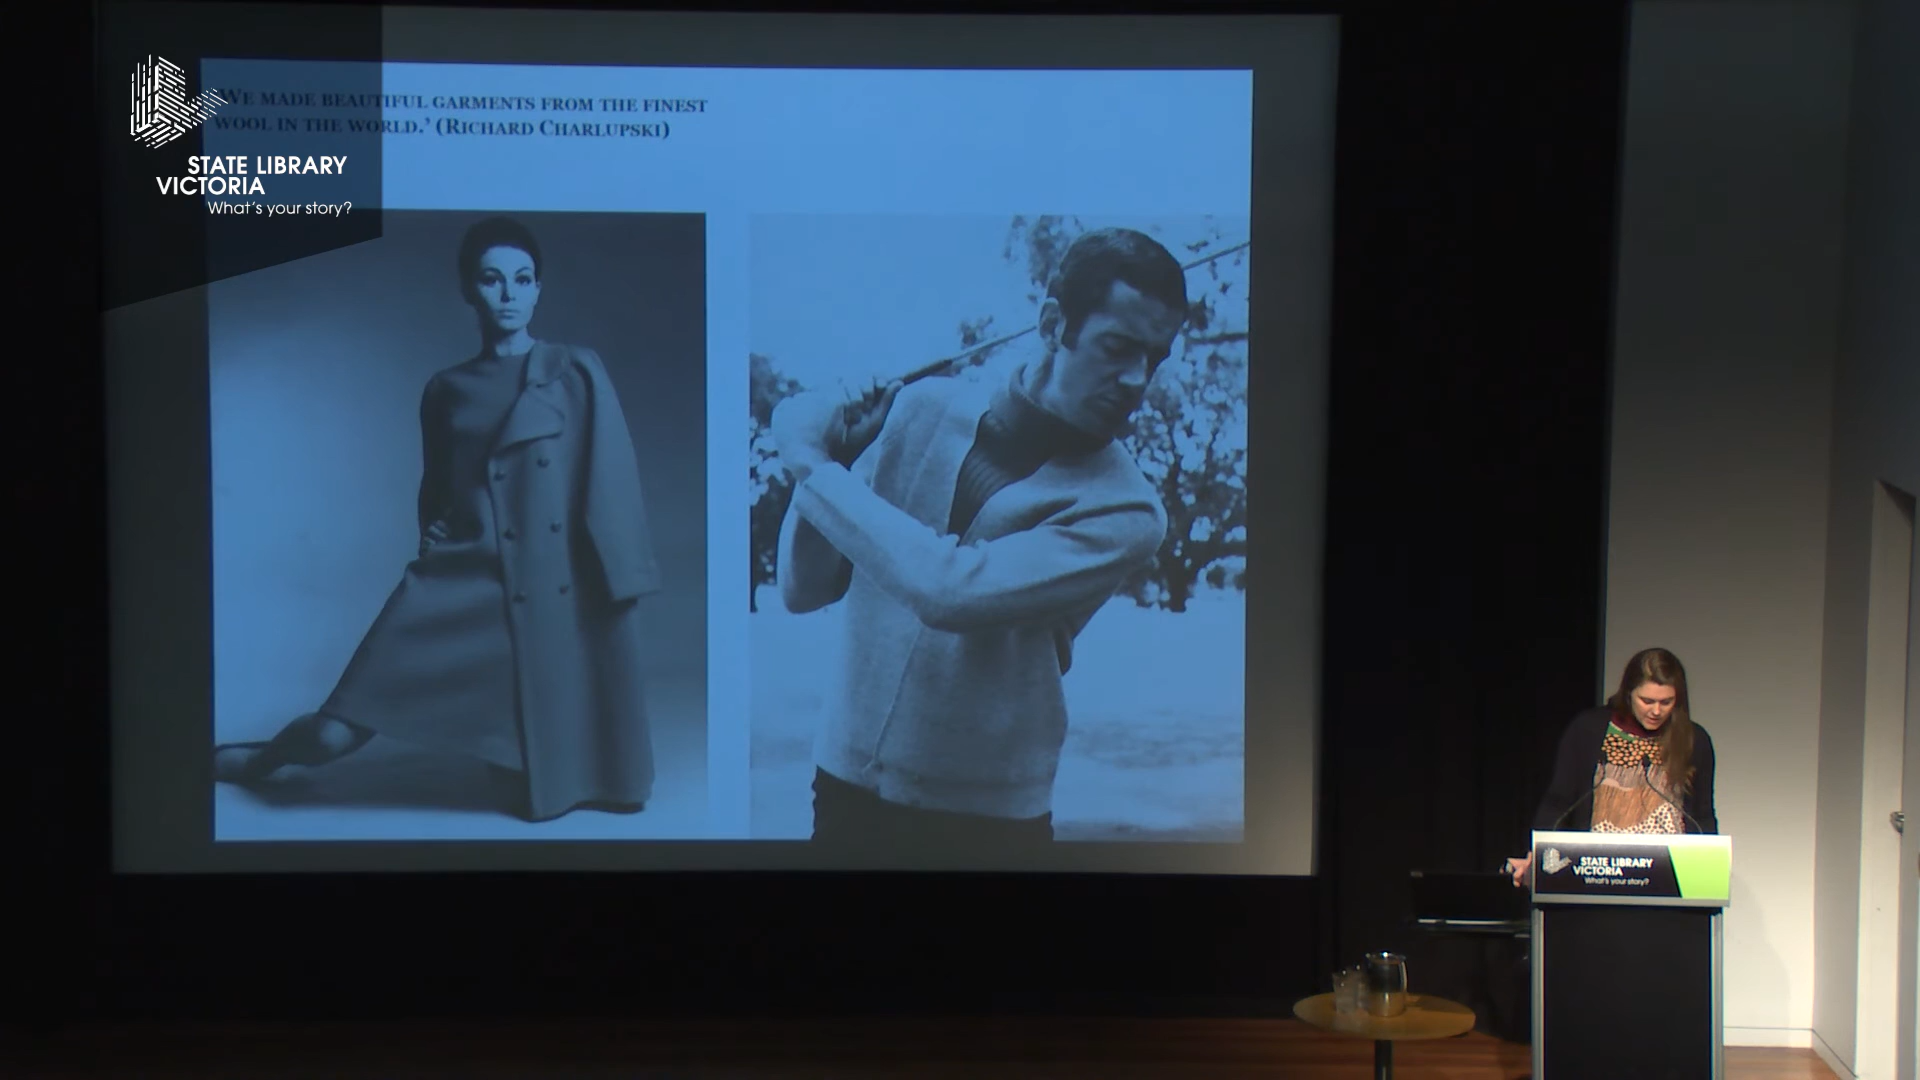 'WE MADE BEAUTIFUL GARMENTS FROM THE FINEST
WOOL IN THE WORLD.' (RICHARD CHARLUPSKI)
STATE LIBRARY
VICTORIA
What's your story?
STATE LIBRARY
VICTORIA
What's your story?